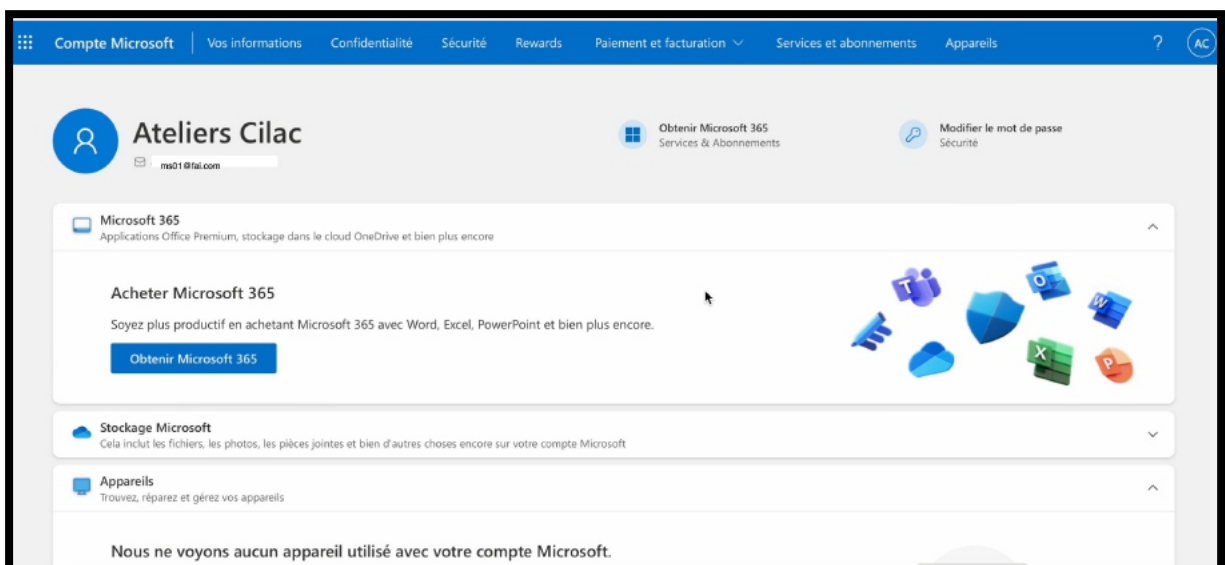 Compte Microsoft Vos informations Confidentialité Sécurité Rewards Paiement et facturation Services et abonnements Appareils ? AC
Ateliers Cilac
ms01@fai.com
Obtenir Microsoft 365
Services & Abonnements
Modifier le mot de passe
Sécurité
Microsoft 365
Applications Office Premium, stockage dans le cloud OneDrive et bien plus encore
Acheter Microsoft 365
Soyez plus productif en achetant Microsoft 365 avec Word, Excel, PowerPoint et bien plus encore.
Obtenir Microsoft 365
T
O
W
X
P
Stockage Microsoft
Cela inclut les fichiers, les photos, les pièces jointes et bien d'autres choses encore sur votre compte Microsoft
Appareils
Trouvez, réparez et gérez vos appareils
Nous ne voyons aucun appareil utilisé avec votre compte Microsoft.